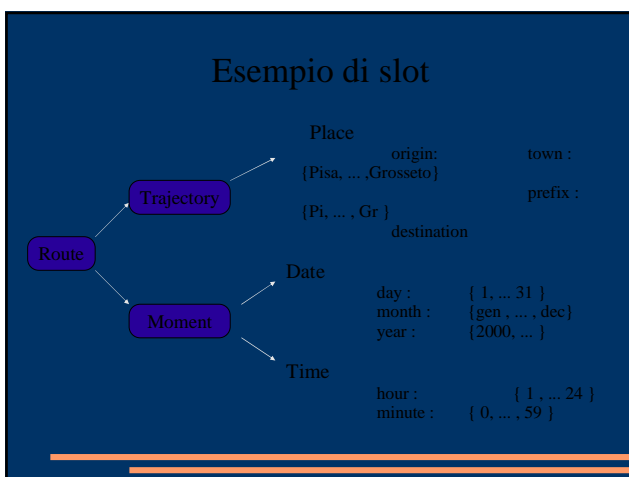 Esempio di slot
Place
origin: town :
{Pisa, ... ,Grosseto}
prefix :
{Pi, ... , Gr }
destination
Trajectory
Route
Moment
Date
day : { 1, ... 31 }
month : {gen , ... , dec}
year : {2000, ... }
Time
hour : { 1 , ... 24 }
minute : { 0, ... , 59 }